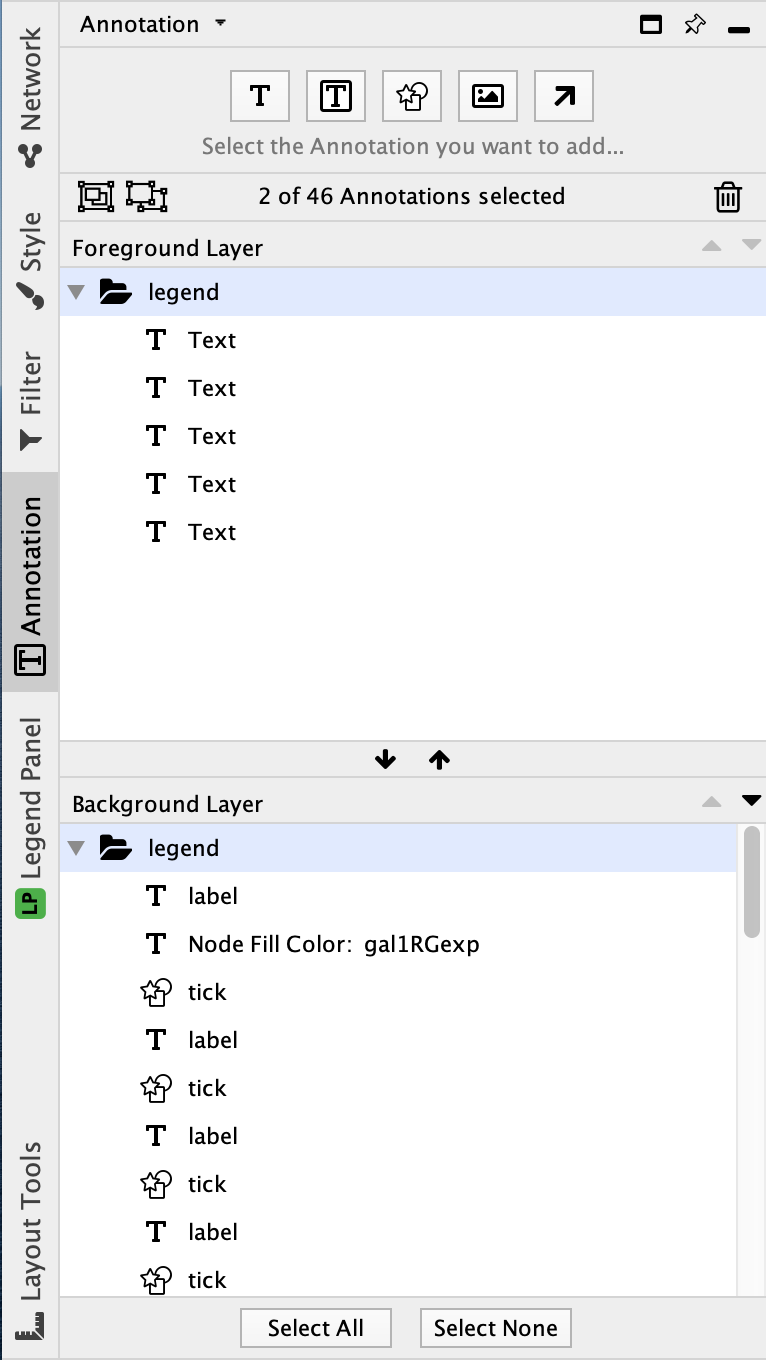 Annotation
Select the Annotation you want to add...
2 of 46 Annotations selected
Foreground Layer
legend
Text
Text
Text
Text
Text
Background Layer
legend
label
Node Fill Color:  gal1RGexp
tick
label
tick
label
tick
label
tick
Select All
Select None
Network
Style
Filter
T Annotation
LP Legend Panel
Layout Tools